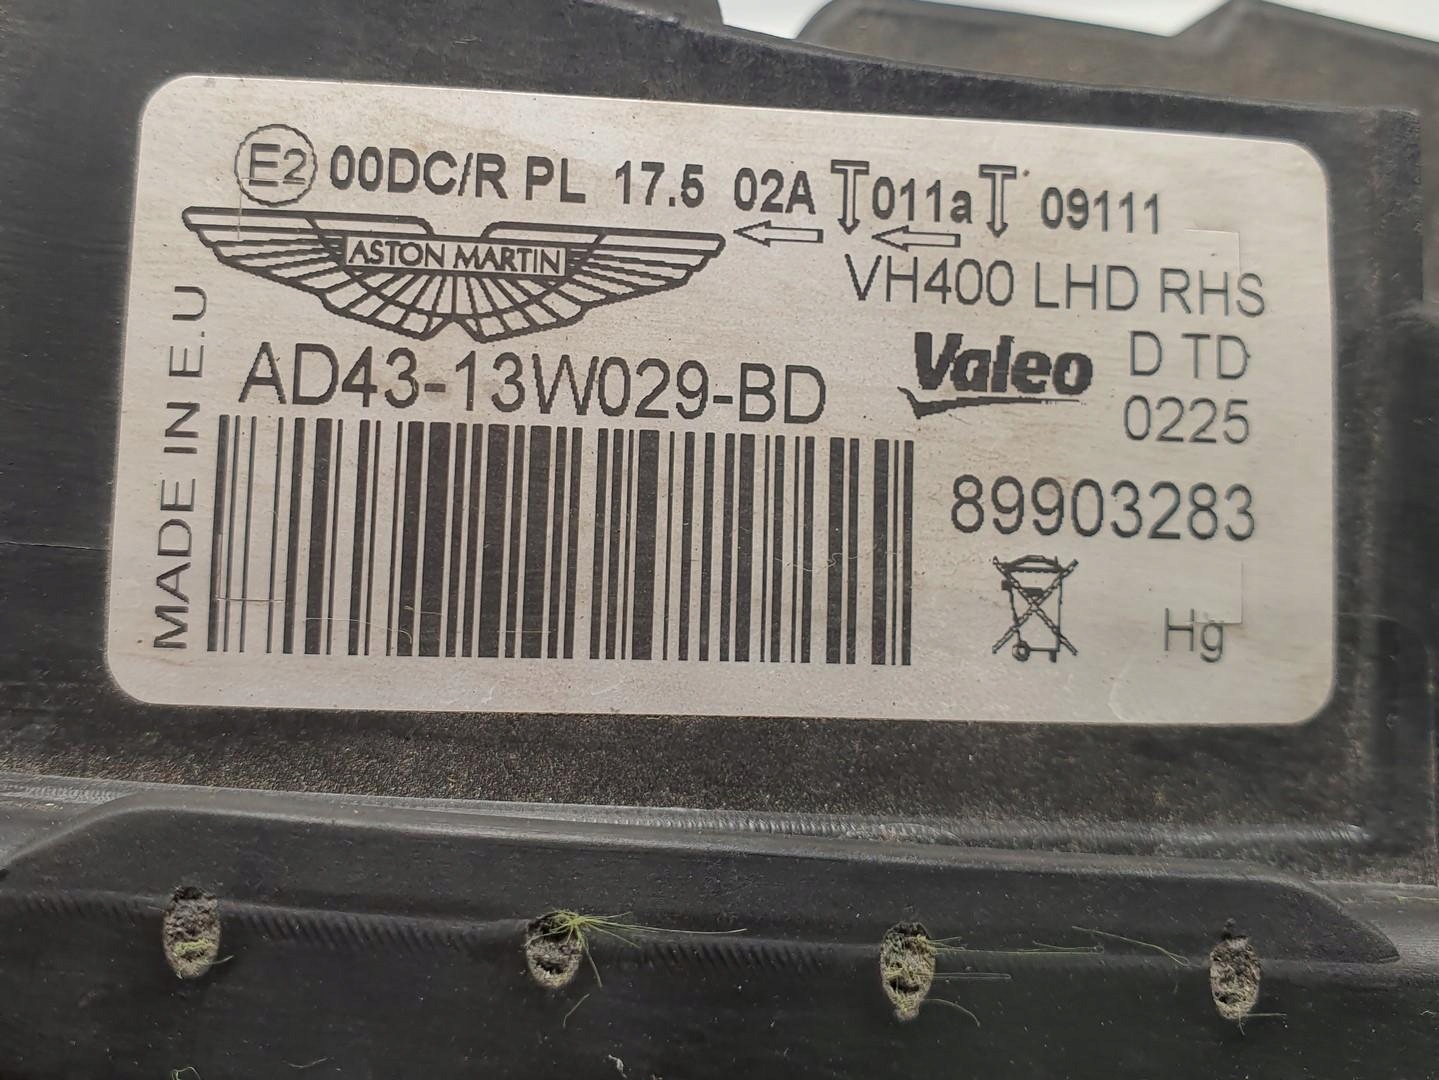 E2 00DC/R PL 17.5 02A 011a 09111
ASTON MARTIN
VH400 LHD RHS
AD43-13W029-BD
Valeo
D TD
0225
89903283
Hg
MADE IN E.U